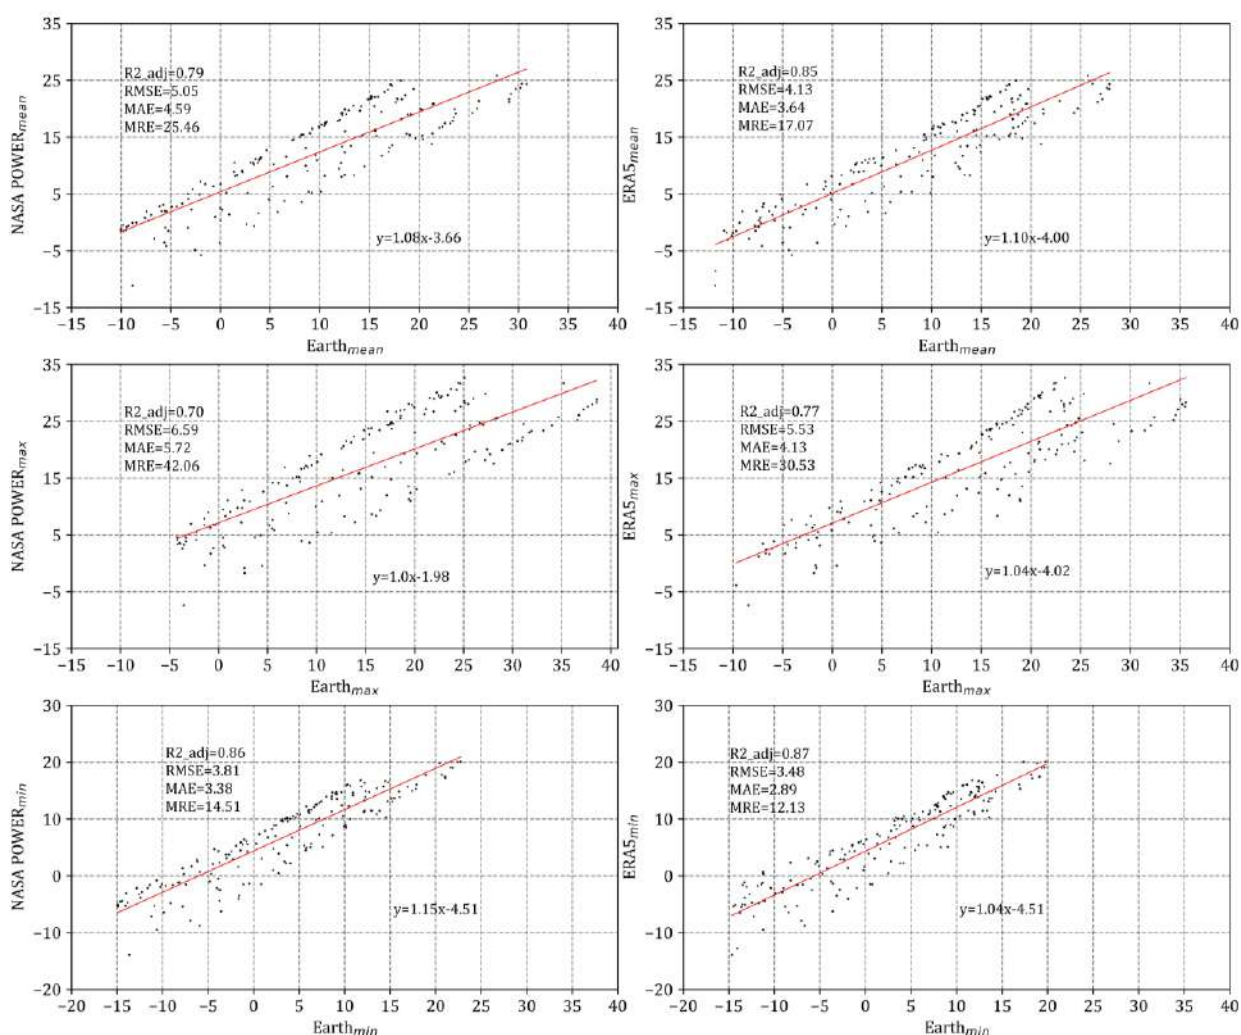 35
25
15
5
−5
−15
NASA POWERmean
R2_adj=0.79
RMSE=5.05
MAE=4.59
MRE=25.46
y=1.08x-3.66
−15 −10 −5 0 5 10 15 20 25 30 35 40
Earthmean
35
25
15
5
−5
−15
ERA5mean
R2_adj=0.85
RMSE=4.13
MAE=3.64
MRE=17.07
y=1.10x-4.00
−15 −10 −5 0 5 10 15 20 25 30 35 40
Earthmean
35
25
15
5
−5
−15
NASA POWERmax
R2_adj=0.70
RMSE=6.59
MAE=5.72
MRE=42.06
y=1.0x-1.98
−15 −10 −5 0 5 10 15 20 25 30 35 40
Earthmax
35
25
15
5
−5
−15
ERA5max
R2_adj=0.77
RMSE=5.53
MAE=4.13
MRE=30.53
y=1.04x-4.02
−15 −10 −5 0 5 10 15 20 25 30 35 40
Earthmax
30
20
10
0
−10
−20
NASA POWERmin
R2_adj=0.86
RMSE=3.81
MAE=3.38
MRE=14.51
y=1.15x-4.51
−20 −15 −10 −5 0 5 10 15 20 25 30 35 40
Earthmin
30
20
10
0
−10
−20
ERA5min
R2_adj=0.87
RMSE=3.48
MAE=2.89
MRE=12.13
y=1.04x-4.51
−20 −15 −10 −5 0 5 10 15 20 25 30 35 40
Earthmin